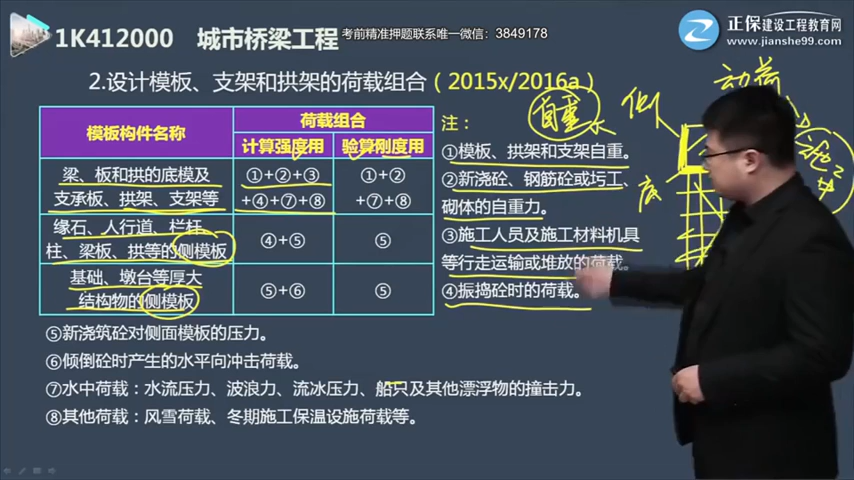 1K412000 城市桥梁工程
考前精准押题联系唯一微信：3849178
正保建设工程教育网
www.jianshe99.com
2.设计模板、支架和拱架的荷载组合（2015x/2016a）
模板构件名称
荷载组合
计算强度用
验算刚度用
梁、板和拱的底模及
支承板、拱架、支架等
①+②+③
+④+⑦+⑧
①+②
+⑦+⑧
缘石、人行道、栏杆、
柱、梁板、拱等的侧模板
④+⑤
⑤
基础、墩台等厚大
结构物的侧模板
⑤+⑥
⑤
注：
①模板、拱架和支架自重。
②新浇砼、钢筋砼或圬工、
砌体的自重力。
③施工人员及施工材料机具
等行走运输或堆放的荷载。
④振捣砼时的荷载。
⑤新浇筑砼对侧面模板的压力。
⑥倾倒砼时产生的水平向冲击荷载。
⑦水中荷载：水流压力、波浪力、流冰压力、船只及其他漂浮物的撞击力。
⑧其他荷载：风雪荷载、冬期施工保温设施荷载等。
自重
侧
动荷
底